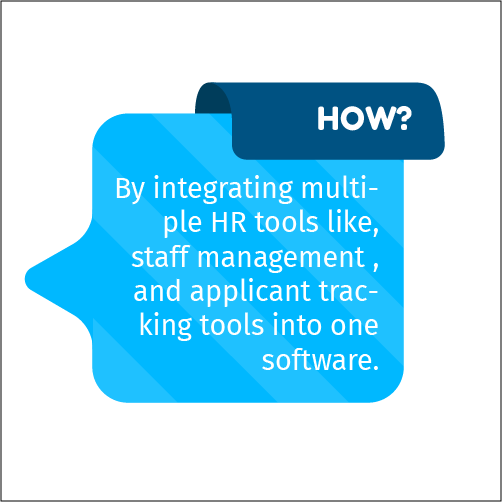 HOW?
By integrating multi-
ple HR tools like,
staff management ,
and applicant trac-
king tools into one
software.